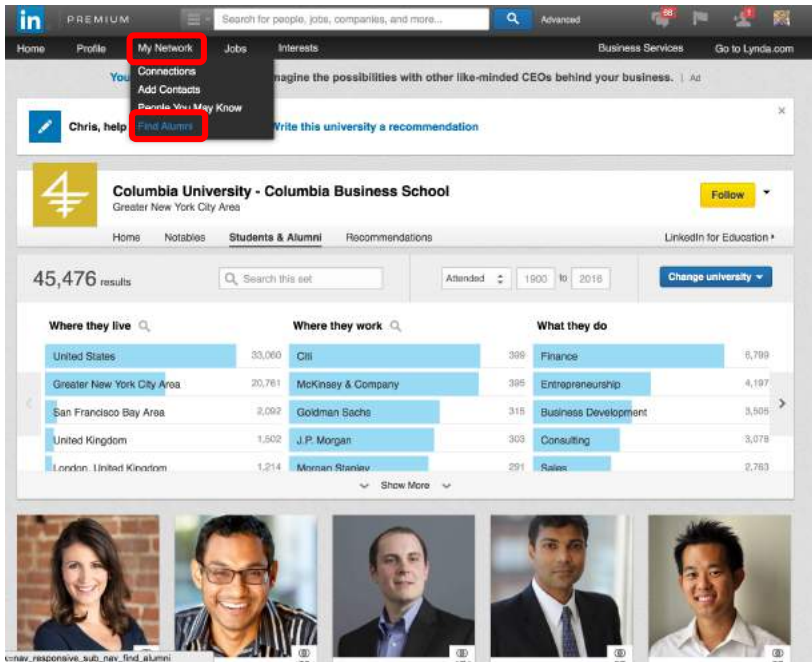 in PREMIUM Search for people, jobs, companies, and more... Advanced 68 1
Home Profile My Network Jobs Interests Business Services Go to Lynda.com
Connections
Add Contacts
People You May Know
Find Alumni
You magine the possibilities with other like-minded CEOs behind your business. | Ad
Chris, help Write this university a recommendation ×
Columbia University - Columbia Business School
Greater New York City Area
Follow
Home Notables Students & Alumni Recommendations LinkedIn for Education
45,476 results Search this set Attended 1900 to 2016 Change university
Where they live Where they work What they do
United States 33,060 Citi 399 Finance 6,799
Greater New York City Area 20,761 McKinsey & Company 395 Entrepreneurship 4,197
San Francisco Bay Area 2,092 Goldman Sachs 315 Business Development 3,506
United Kingdom 1,502 J.P. Morgan 303 Consulting 3,078
London, United Kingdom 1,214 Morgan Stanley 291 Sales 2,763
Show More
=nav_responsive_sub_nav_find_alumni